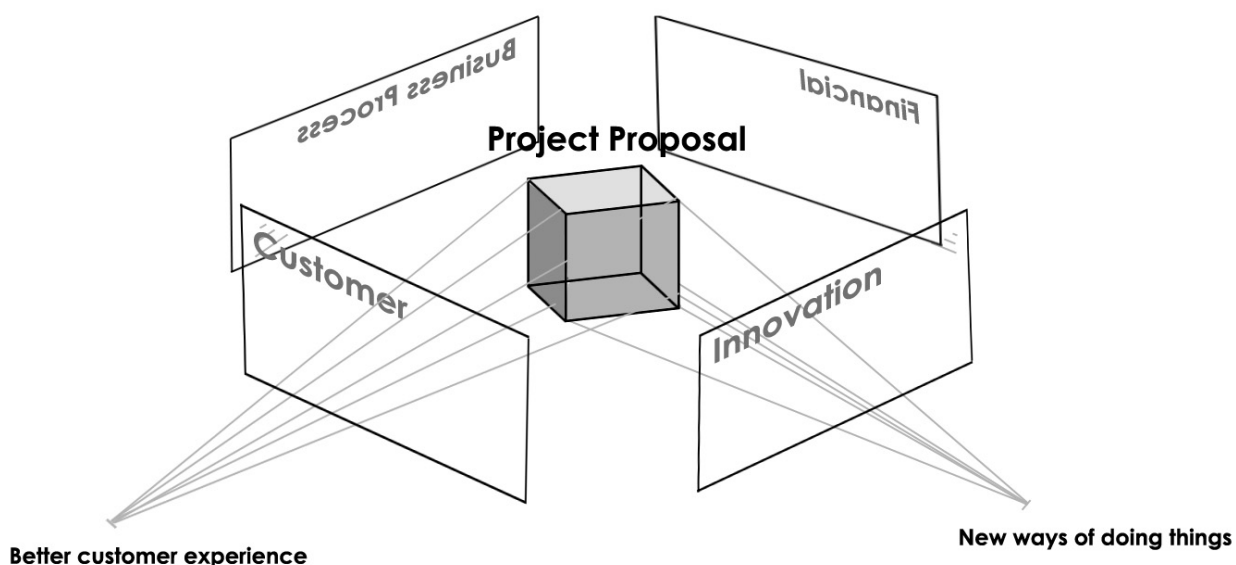 Business Process
Financial
Project Proposal
Customer
Innovation
Better customer experience
New ways of doing things